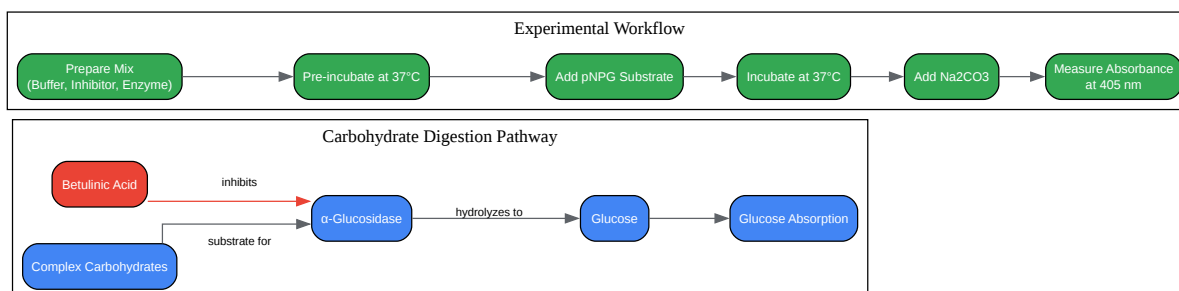 Experimental Workflow
Prepare Mix
(Buffer, Inhibitor, Enzyme)
Pre-incubate at 37°C
Add pNPG Substrate
Incubate at 37°C
Add Na2CO3
Measure Absorbance
at 405 nm
Carbohydrate Digestion Pathway
Betulinic Acid
inhibits
α-Glucosidase
hydrolyzes to
Glucose
Glucose Absorption
substrate for
Complex Carbohydrates